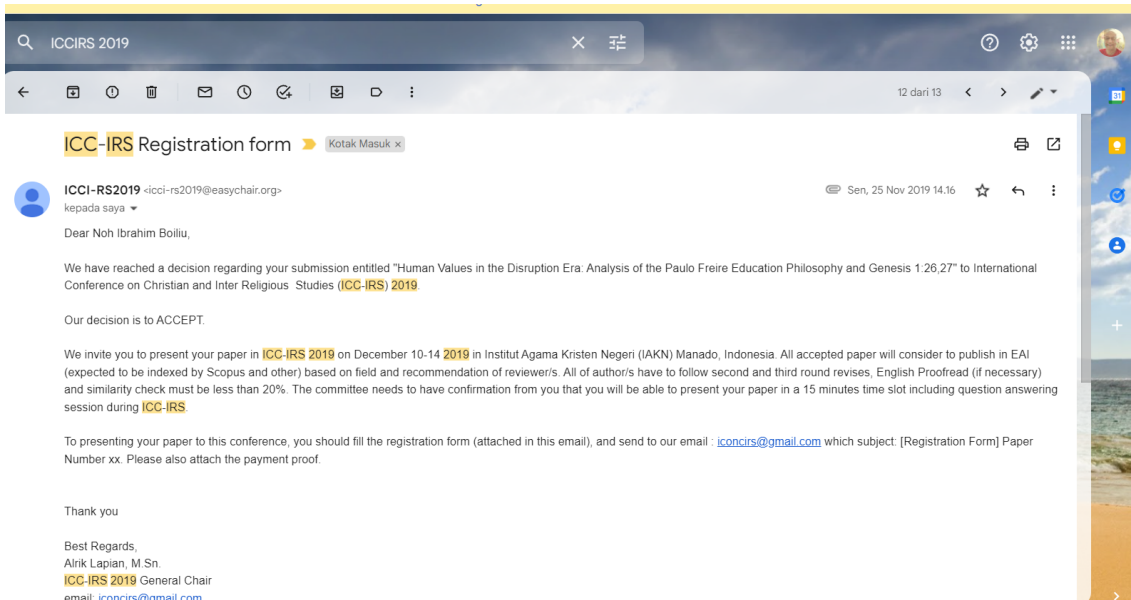 ICCIRS 2019
12 dari 13
31
ICC-IRS Registration form Kotak Masuk ×
ICCI-RS2019 <icci-rs2019@easychair.org>
Sen, 25 Nov 2019 14.16
kepada saya
Dear Noh Ibrahim Boiliu,
We have reached a decision regarding your submission entitled "Human Values in the Disruption Era: Analysis of the Paulo Freire Education Philosophy and Genesis 1:26,27" to International
Conference on Christian and Inter Religious Studies (ICC-IRS) 2019.
Our decision is to ACCEPT.
We invite you to present your paper in ICC-IRS 2019 on December 10-14 2019 in Institut Agama Kristen Negeri (IAKN) Manado, Indonesia. All accepted paper will consider to publish in EAI
(expected to be indexed by Scopus and other) based on field and recommendation of reviewer/s. All of author/s have to follow second and third round revises, English Proofread (if necessary)
and similarity check must be less than 20%. The committee needs to have confirmation from you that you will be able to present your paper in a 15 minutes time slot including question answering
session during ICC-IRS.
To presenting your paper to this conference, you should fill the registration form (attached in this email), and send to our email : iconcirs@gmail.com which subject: [Registration Form] Paper
Number xx. Please also attach the payment proof.
Thank you
Best Regards,
Alrik Lapian, M.Sn.
ICC-IRS 2019 General Chair
email: iconcirs@gmail.com